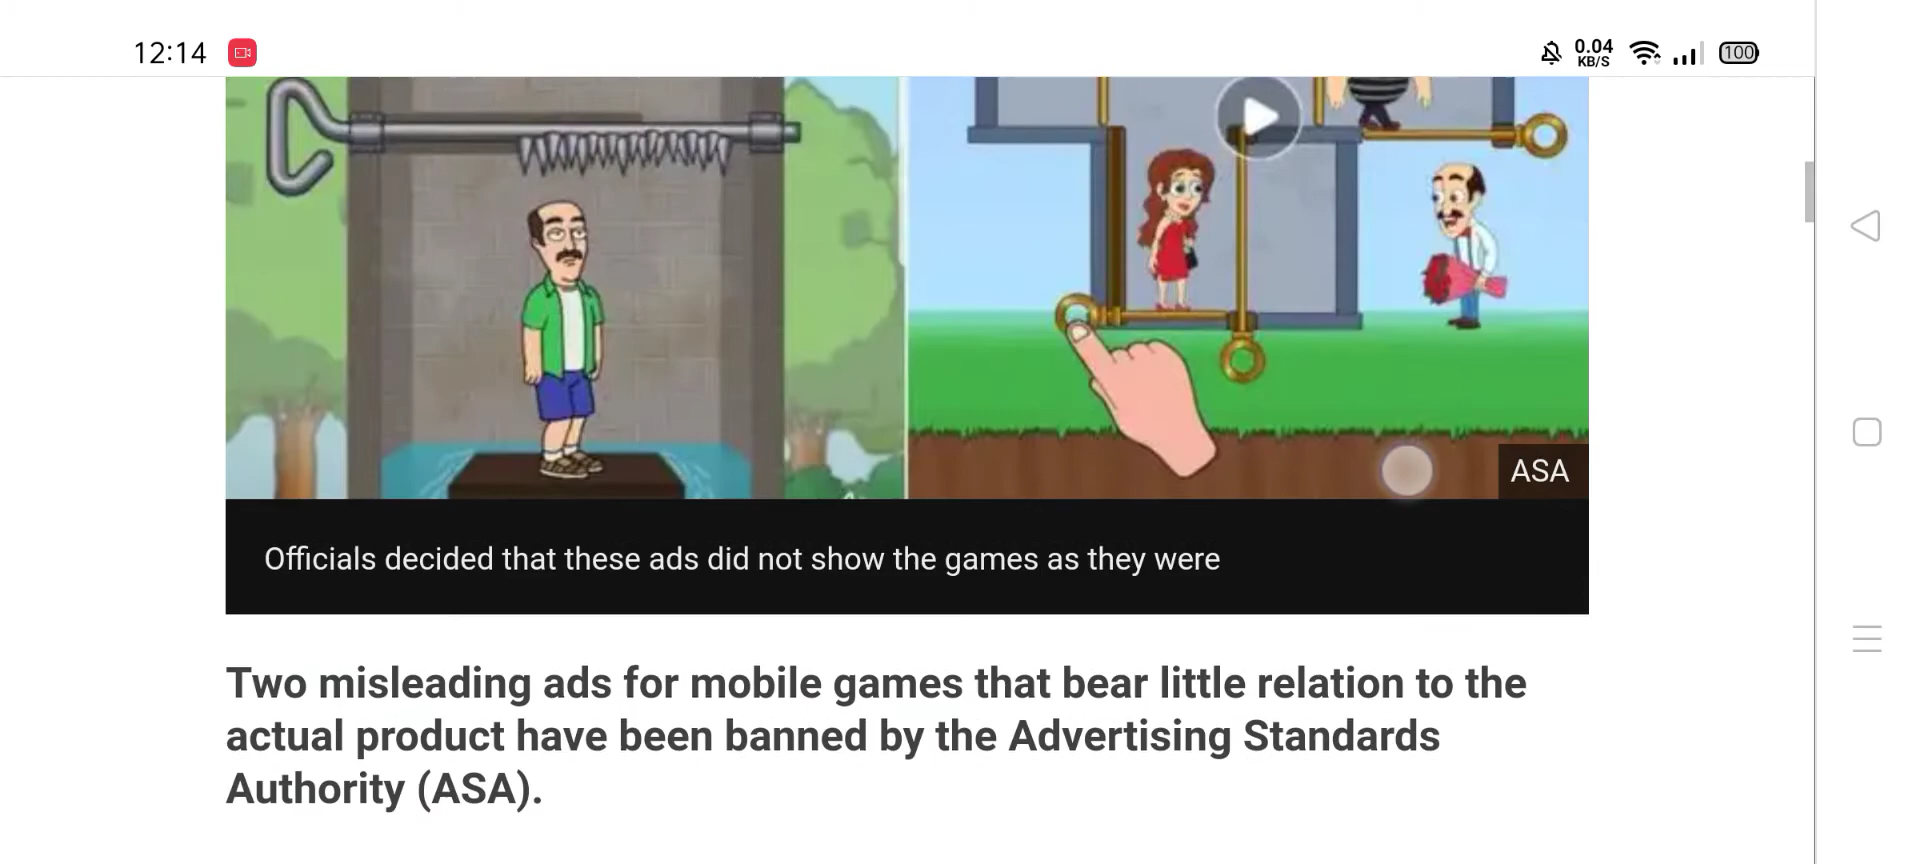 12:14
0.04
KB/S
100
ASA
Officials decided that these ads did not show the games as they were
Two misleading ads for mobile games that bear little relation to the
actual product have been banned by the Advertising Standards
Authority (ASA).